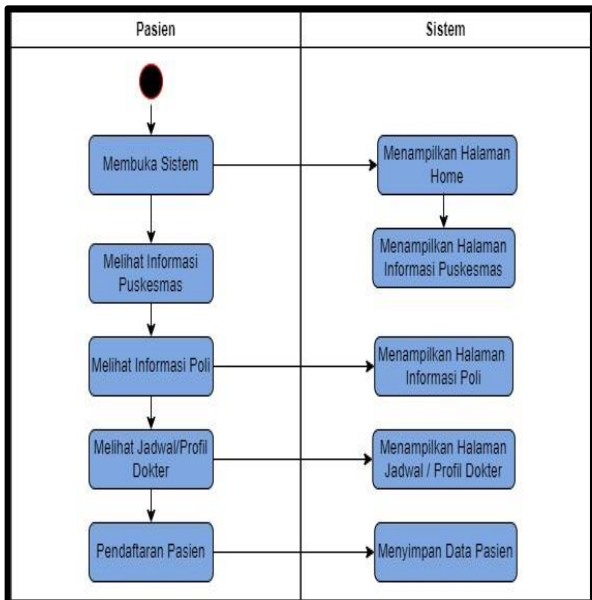 Pasien
Sistem
Membuka Sistem
Menampilkan Halaman
Home
Melihat Informasi
Puskesmas
Menampilkan Halaman
Informasi Puskesmas
Melihat Informasi Poli
Menampilkan Halaman
Informasi Poli
Melihat Jadwal/Profil
Dokter
Menampilkan Halaman
Jadwal / Profil Dokter
Pendaftaran Pasien
Menyimpan Data Pasien